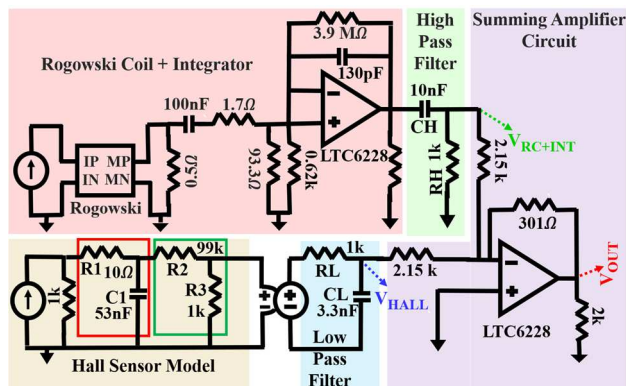 High
Pass
Filter
Summing Amplifier
Circuit
Rogowski Coil + Integrator
3.9 MΩ
130pF
100nF
1.7Ω
10nF
CH
LTC6228
IP MP
IN MN
Rogowski
0.5Ω
93.3Ω
0.62k
RH 1k
2.15 k
V_RC+INT
301Ω
R1 10Ω
C1
53nF
R2
99k
R3
1k
1k
1k
RL
CL
3.3nF
2.15 k
V_HALL
LTC6228
V_OUT
2k
Hall Sensor Model
Low
Pass
Filter